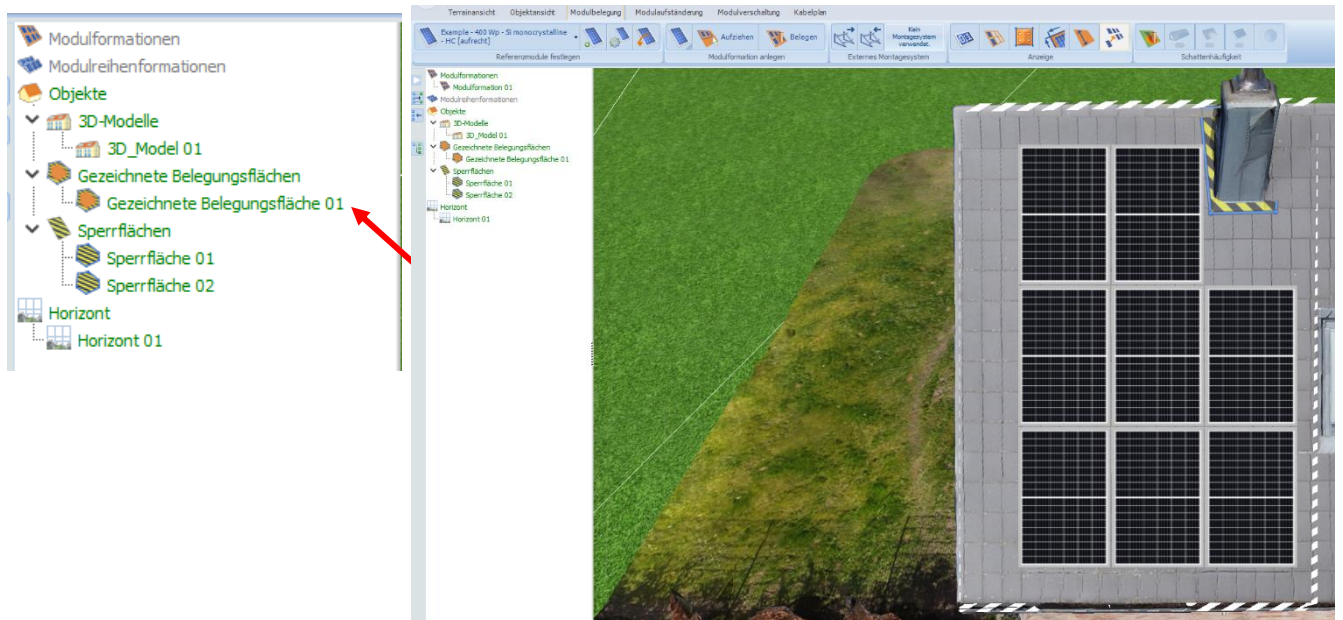 Modulformationen
Modulreihenformationen
Objekte
3D-Modelle
3D_Model 01
Gezeichnete Belegungsflächen
Gezeichnete Belegungsfläche 01
Sperrflächen
Sperrfläche 01
Sperrfläche 02
Horizont
Horizont 01
Terrainansicht Objektansicht Modulbelegung Modulaufständerung Modulverschaltung Kabelplan
Example - 400 Wp - Si monocrystalline
- HC [aufrecht]
Aufziehen Belegen
Kein
Montagesystem
verwendet.
Referenzmodule festlegen Modulformation anlegen Externes Montagesystem Anzeige Schattenhäufigkeit
Modulformationen
Modulformation 01
Modulreihenformationen
Objekte
3D-Modelle
3D_Model 01
Gezeichnete Belegungsflächen
Gezeichnete Belegungsfläche 01
Sperrflächen
Sperrfläche 01
Sperrfläche 02
Horizont
Horizont 01